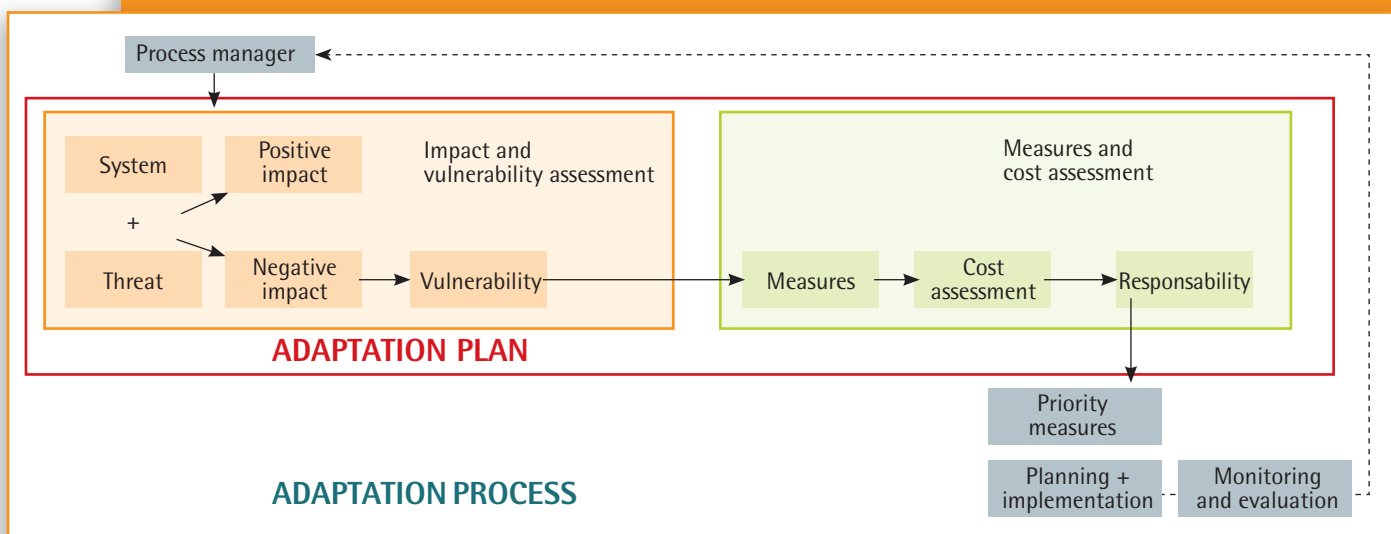 Process manager
System
Positive
impact
Impact and
vulnerability assessment
+
Threat
Negative
impact
Vulnerability
Measures and
cost assessment
Measures
Cost
assessment
Responsability
ADAPTATION PLAN
Priority
measures
Planning +
implementation
Monitoring
and evaluation
ADAPTATION PROCESS